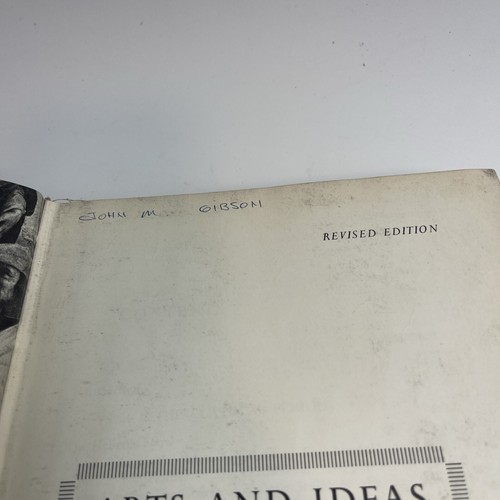 JOHN M. GIBSON
REVISED EDITION
ARTS AND IDEAS